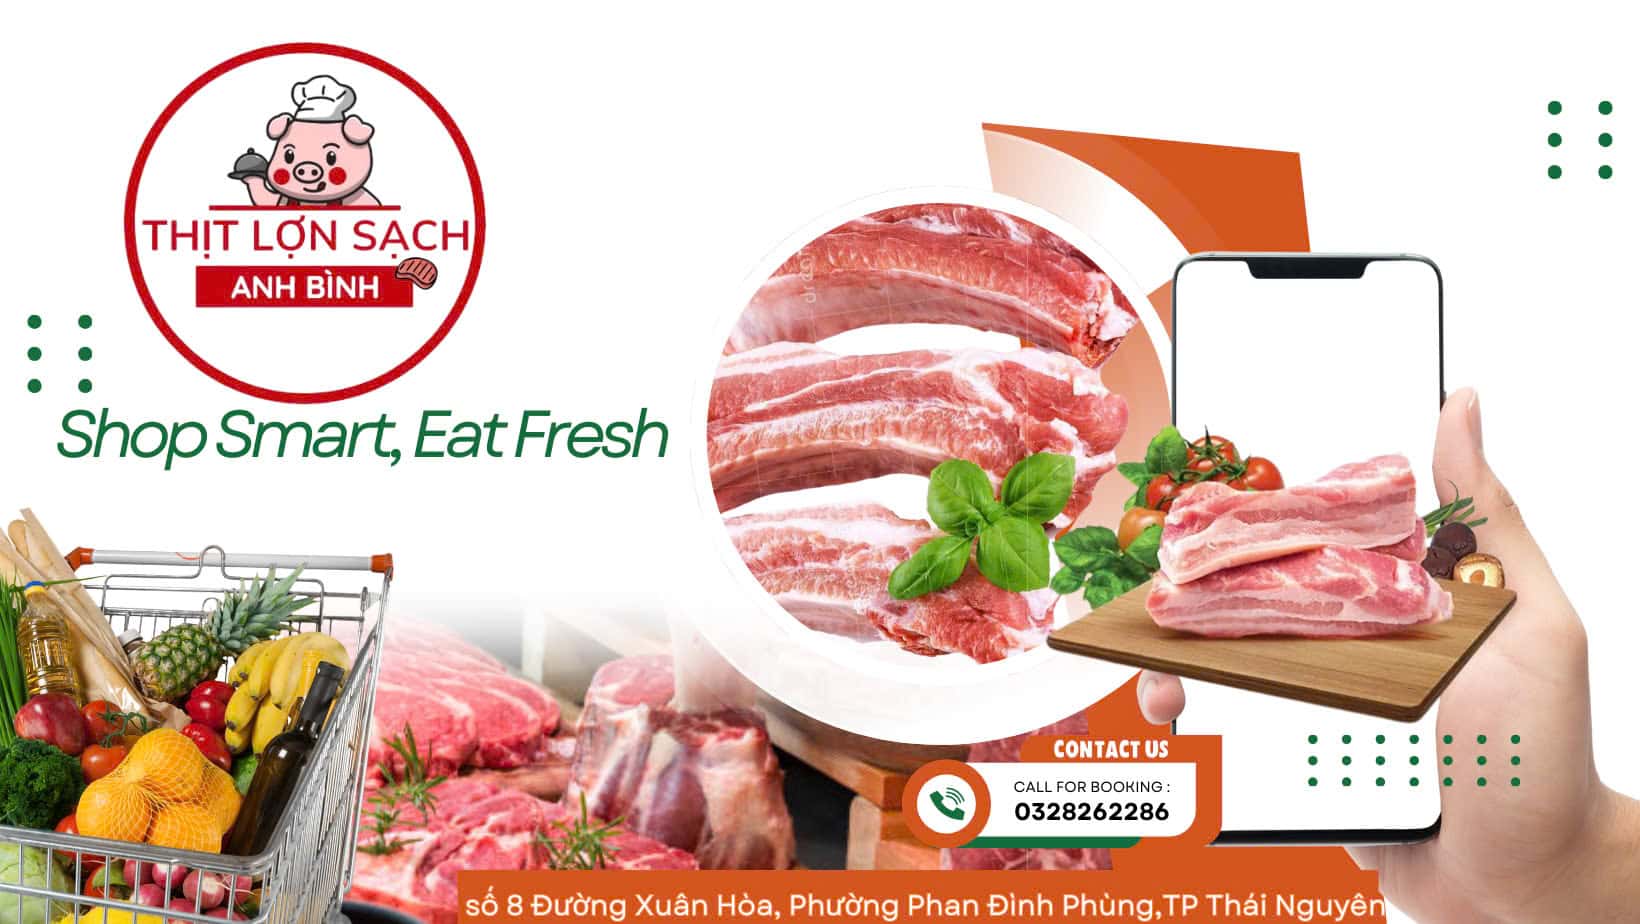 THỊT LỢN SẠCH
ANH BÌNH
Shop Smart, Eat Fresh
CONTACT US
CALL FOR BOOKING :
0328262286
số 8 Đường Xuân Hòa, Phường Phan Đình Phùng,TP Thái Nguyên